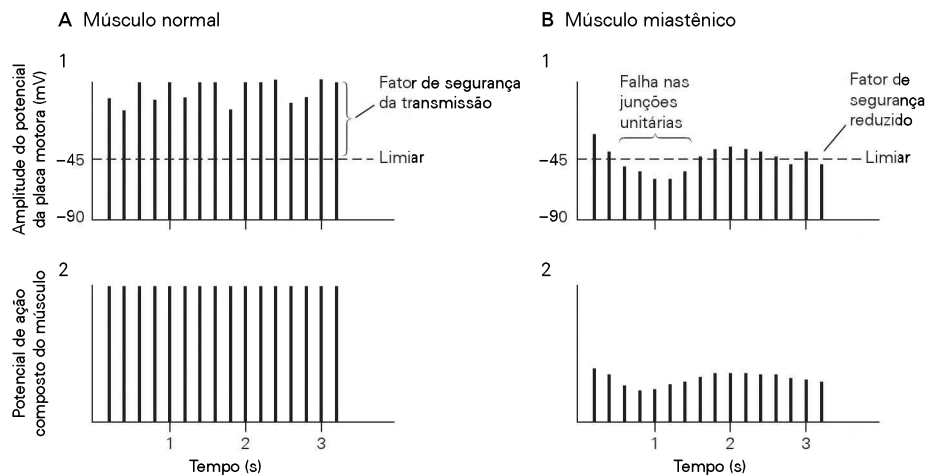 A Músculo normal
1
Amplitude do potencial
da placa motora (mV)
Fator de segurança
da transmissão
−45
Limiar
−90
2
Potencial de ação
composto do músculo
1
2
3
Tempo (s)
B Músculo miastênico
1
Falha nas
junções
unitárias
Fator de
segurança
reduzido
−45
Limiar
−90
2
1
2
3
Tempo (s)